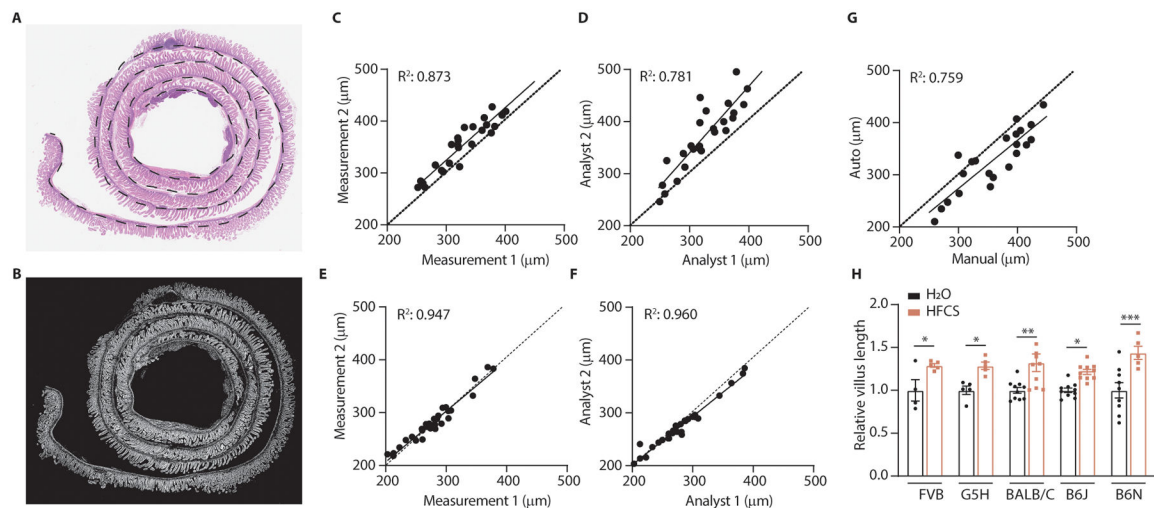 A
B
C
R²: 0.873
500
400
300
200
200 300 400 500
Measurement 2 (μm)
Measurement 1 (μm)
D
R²: 0.781
500
400
300
200
200 300 400 500
Analyst 2 (μm)
Analyst 1 (μm)
G
R²: 0.759
500
400
300
200
200 300 400 500
Auto (μm)
Manual (μm)
E
R²: 0.947
500
400
300
200
200 300 400 500
Measurement 2 (μm)
Measurement 1 (μm)
F
R²: 0.960
500
400
300
200
200 300 400 500
Analyst 2 (μm)
Analyst 1 (μm)
H
H₂O
HFCS
2.0
1.5
1.0
0.5
0.0
Relative villus length
* * ** * ***
FVB G5H BALB/C B6J B6N